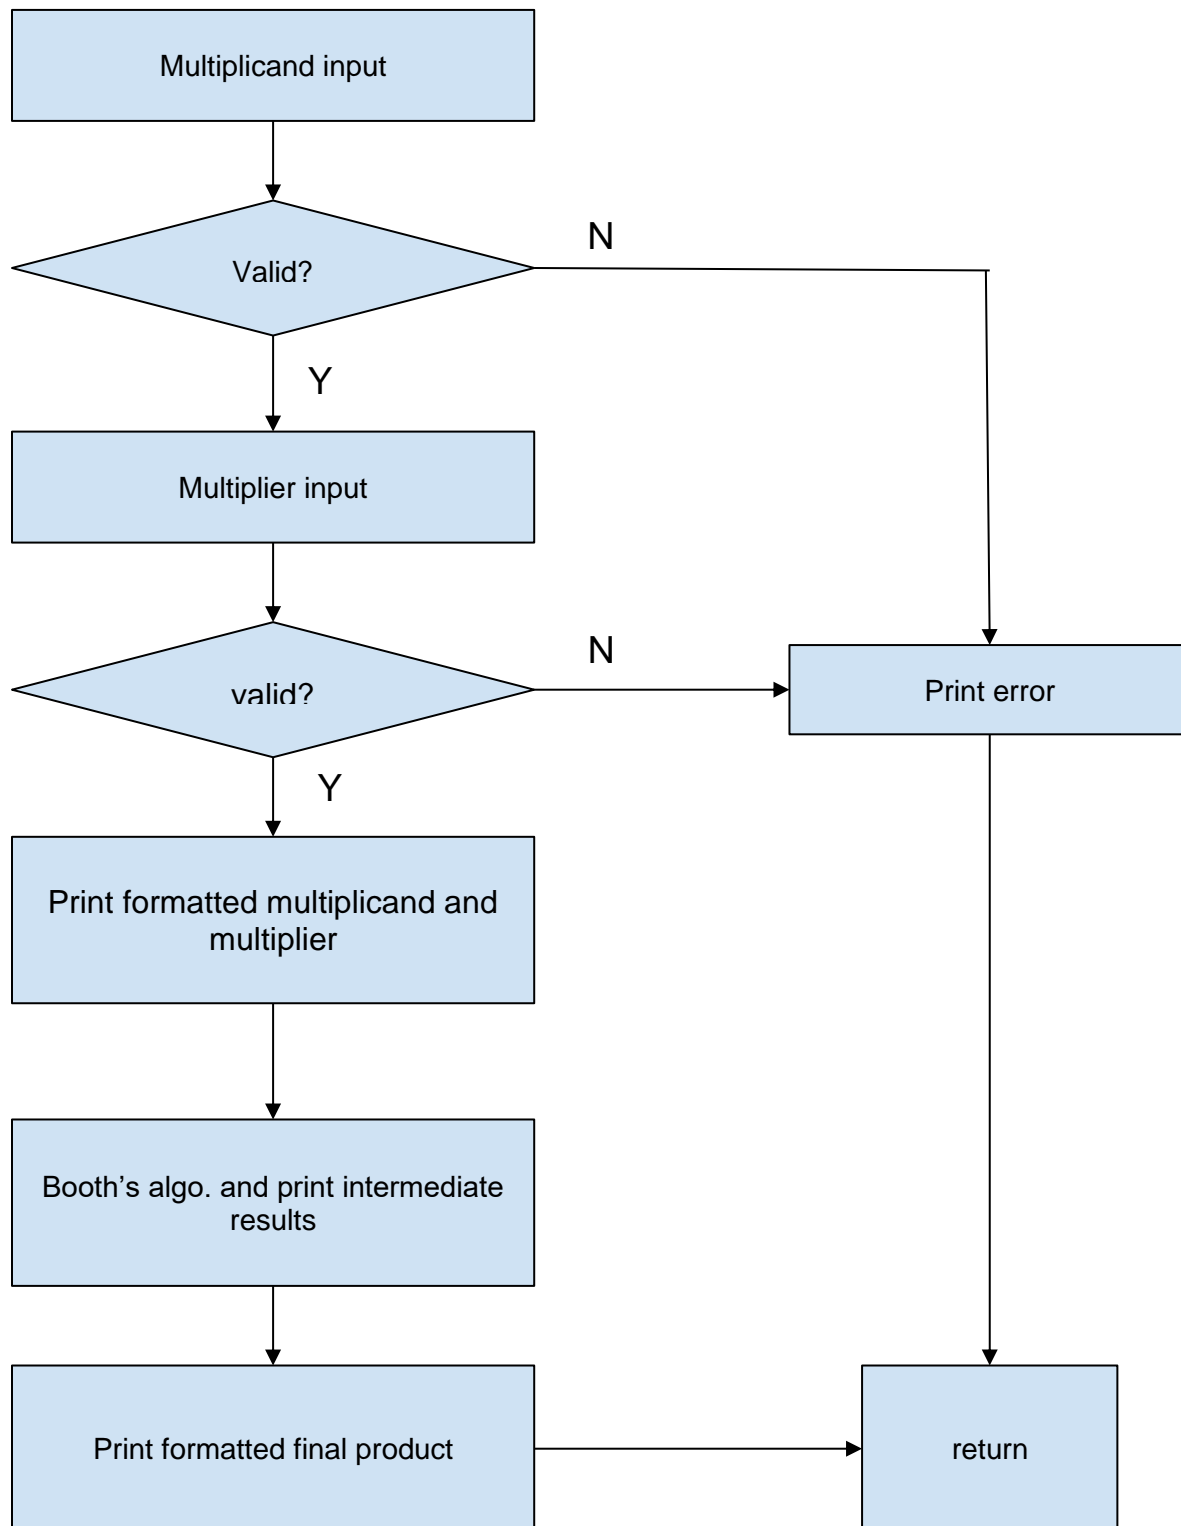 Multiplicand input
N
Valid?
Y
Multiplier input
N
valid?
Print error
Y
Print formatted multiplicand and
multiplier
Booth’s algo. and print intermediate
results
Print formatted final product
return